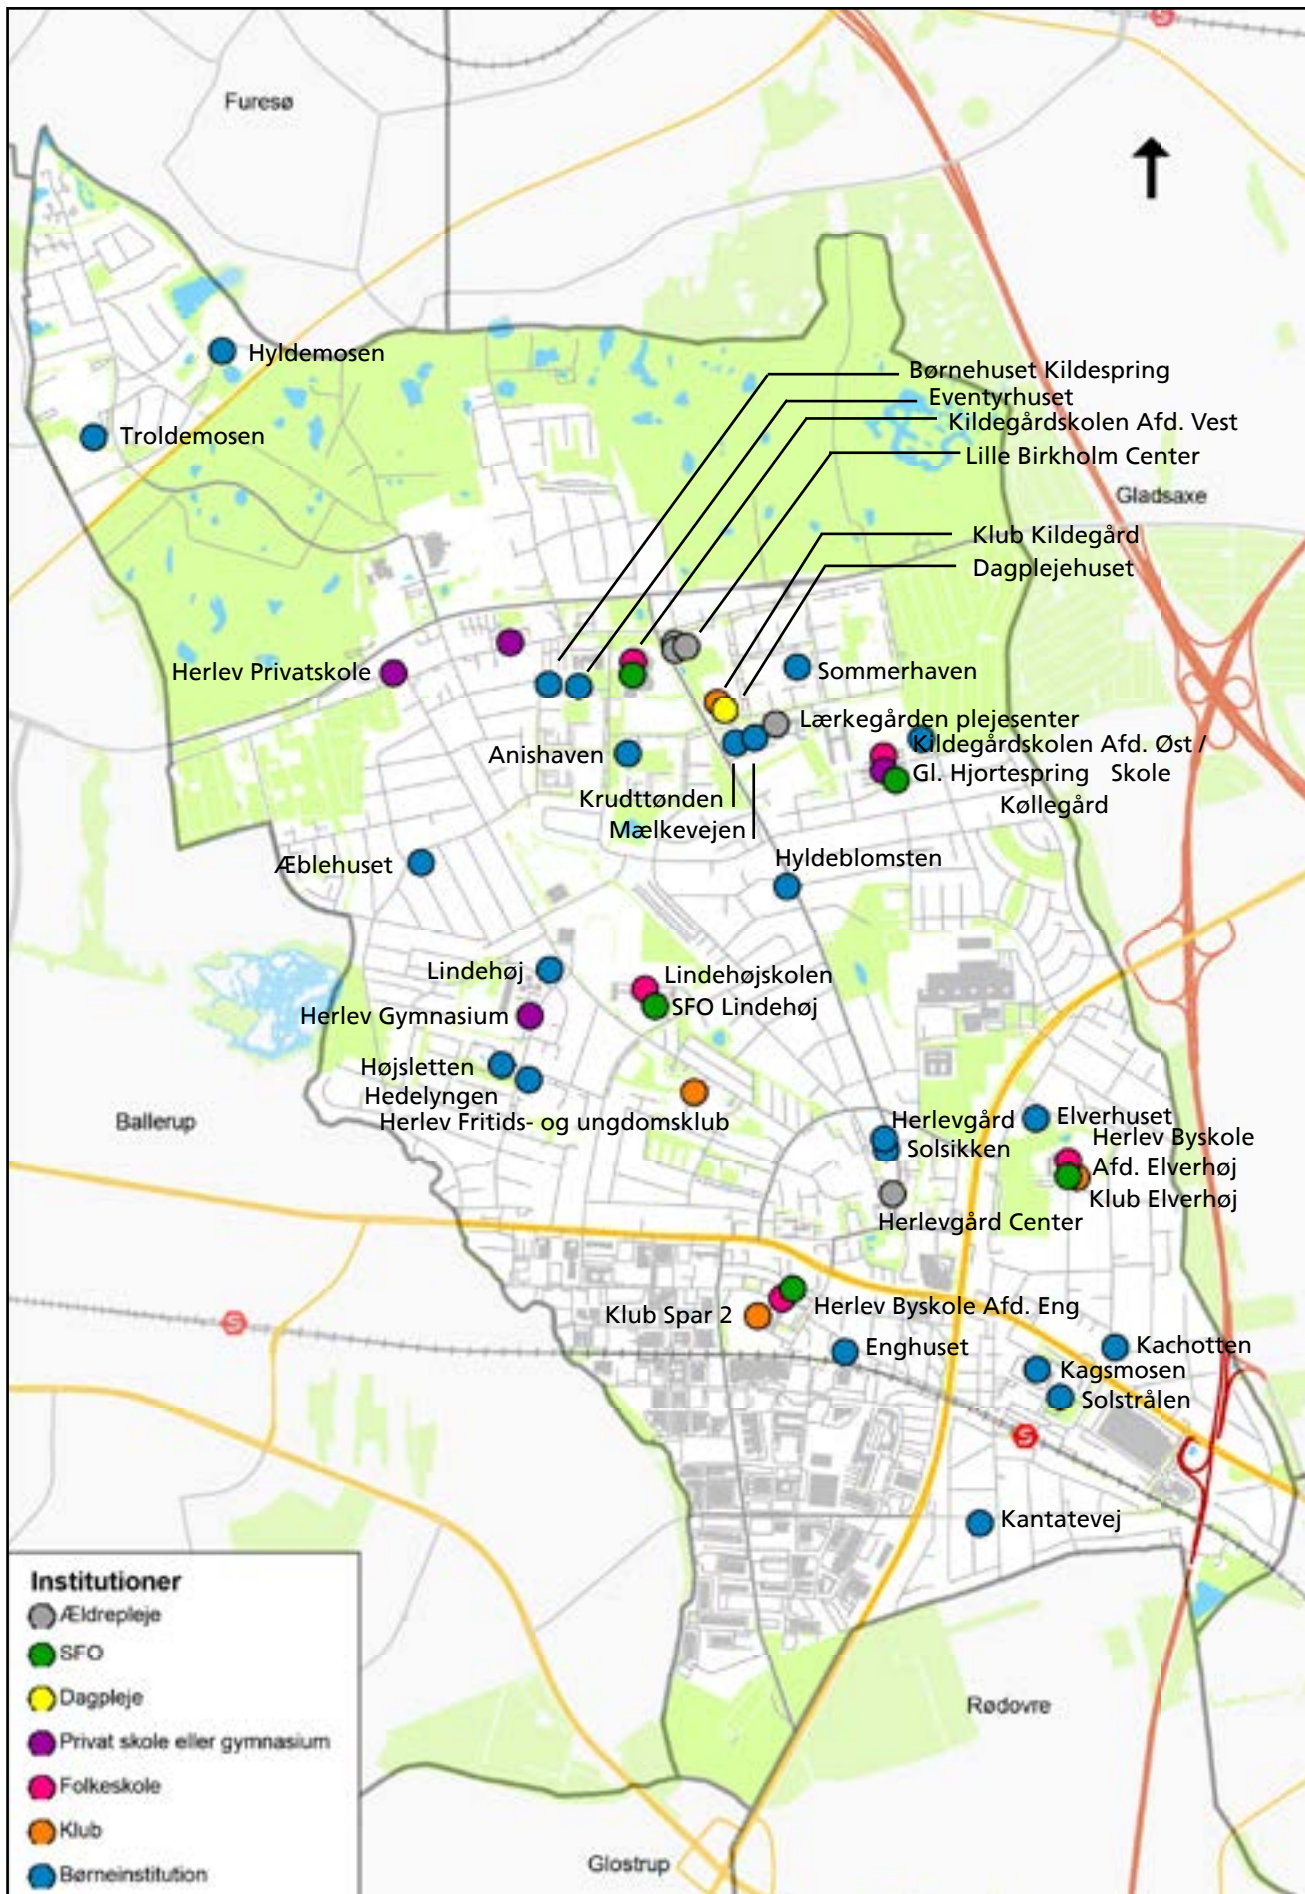 Furesø
Hyldemosen
Børnehuset Kildespring
Eventyrhuset
Kildegårdskolen Afd. Vest
Troldemosen
Lille Birkholm Center
Gladsaxe
Klub Kildegård
Dagplejehuset
Herlev Privatskole
Sommerhaven
Lærkegården plejesenter
Kildegårdskolen Afd. Øst /
Anishaven
Gl. Hjortespring Skole
Krudttønden
Køllegård
Mælkevejen
Hyldeblomsten
Æblehuset
Lindehøj
Lindehøjskolen
Herlev Gymnasium
SFO Lindehøj
Højsletten
Hedelyngen
Ballerup
Herlev Fritids- og ungdomsklub
Herlevgård
Elverhuset
Solsikken
Herlev Byskole
Afd. Elverhøj
Klub Elverhøj
Herlevgård Center
Klub Spar 2
Herlev Byskole Afd. Eng
Enghuset
Kachotten
Kagsmosen
Solstrålen
S
S
S
Kantatevej
Institutioner
Ældrepleje
SFO
Dagpleje
Privat skole eller gymnasium
Folkeskole
Klub
Børneinstitution
Rødovre
Glostrup